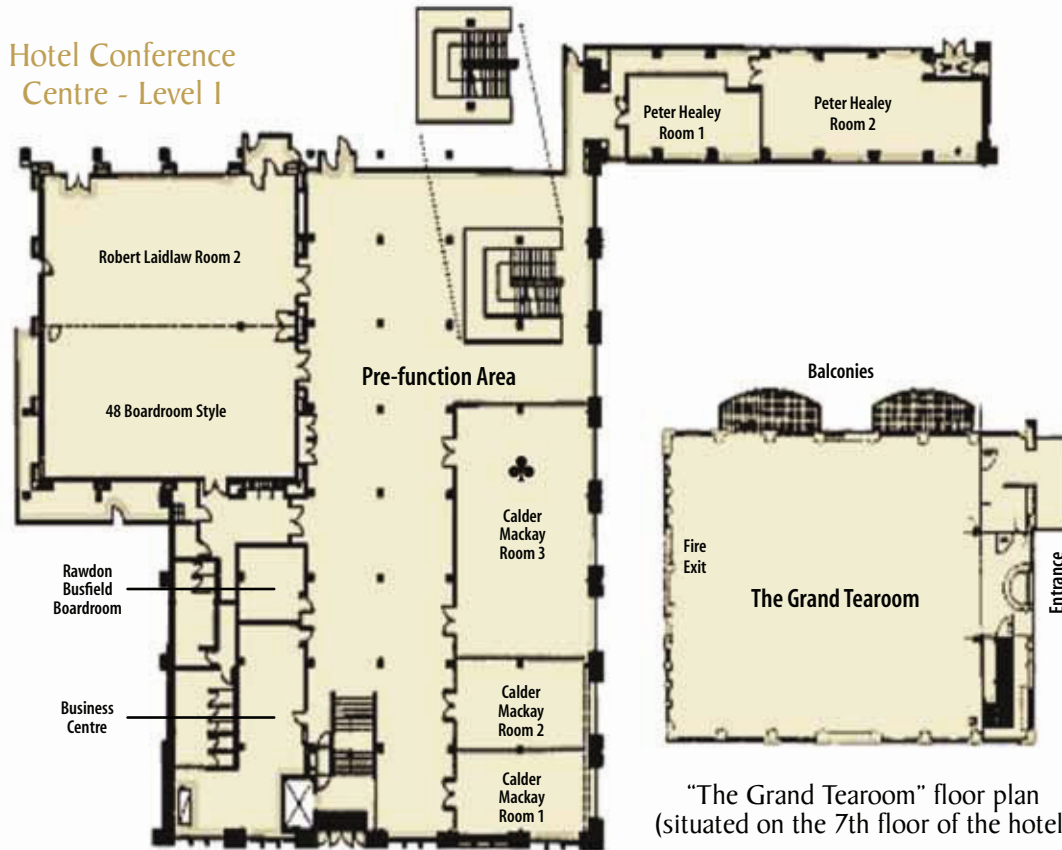 Hotel Conference
Centre - Level 1
Peter Healey
Room 1
Peter Healey
Room 2
Robert Laidlaw Room 2
48 Boardroom Style
Pre-function Area
Calder
Mackay
Room 3
Rawdon
Busfield
Boardroom
Business
Centre
Calder
Mackay
Room 2
Calder
Mackay
Room 1
Balconies
Fire
Exit
The Grand Tearoom
Entrance
“The Grand Tearoom” floor plan
(situated on the 7th floor of the hotel